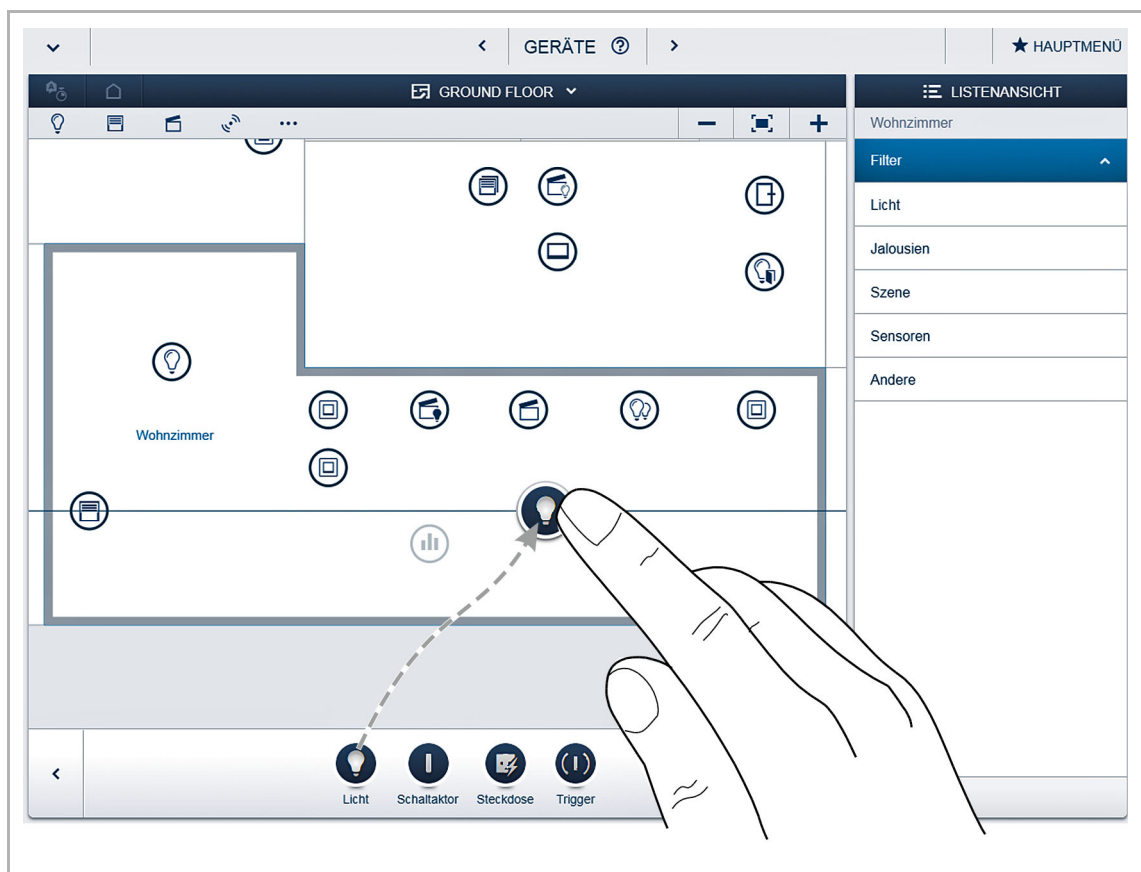 GERÄTE
HAUPTMENÜ
GROUND FLOOR
LISTENANSICHT
Wohnzimmer
Filter
Licht
Jalousien
Szene
Sensoren
Andere
Wohnzimmer
Licht
Schaltaktor
Steckdose
Trigger